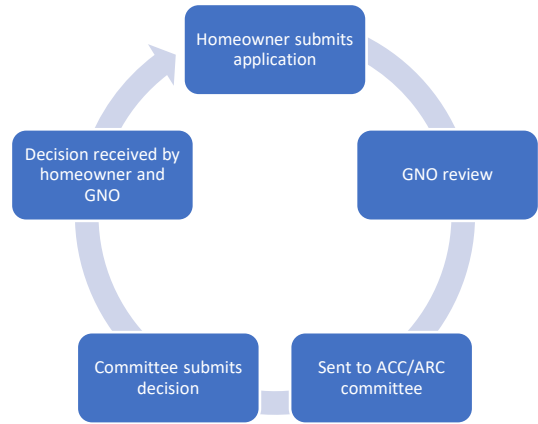 Homeowner submits
application
GNO review
Sent to ACC/ARC
committee
Committee submits
decision
Decision received by
homeowner and
GNO